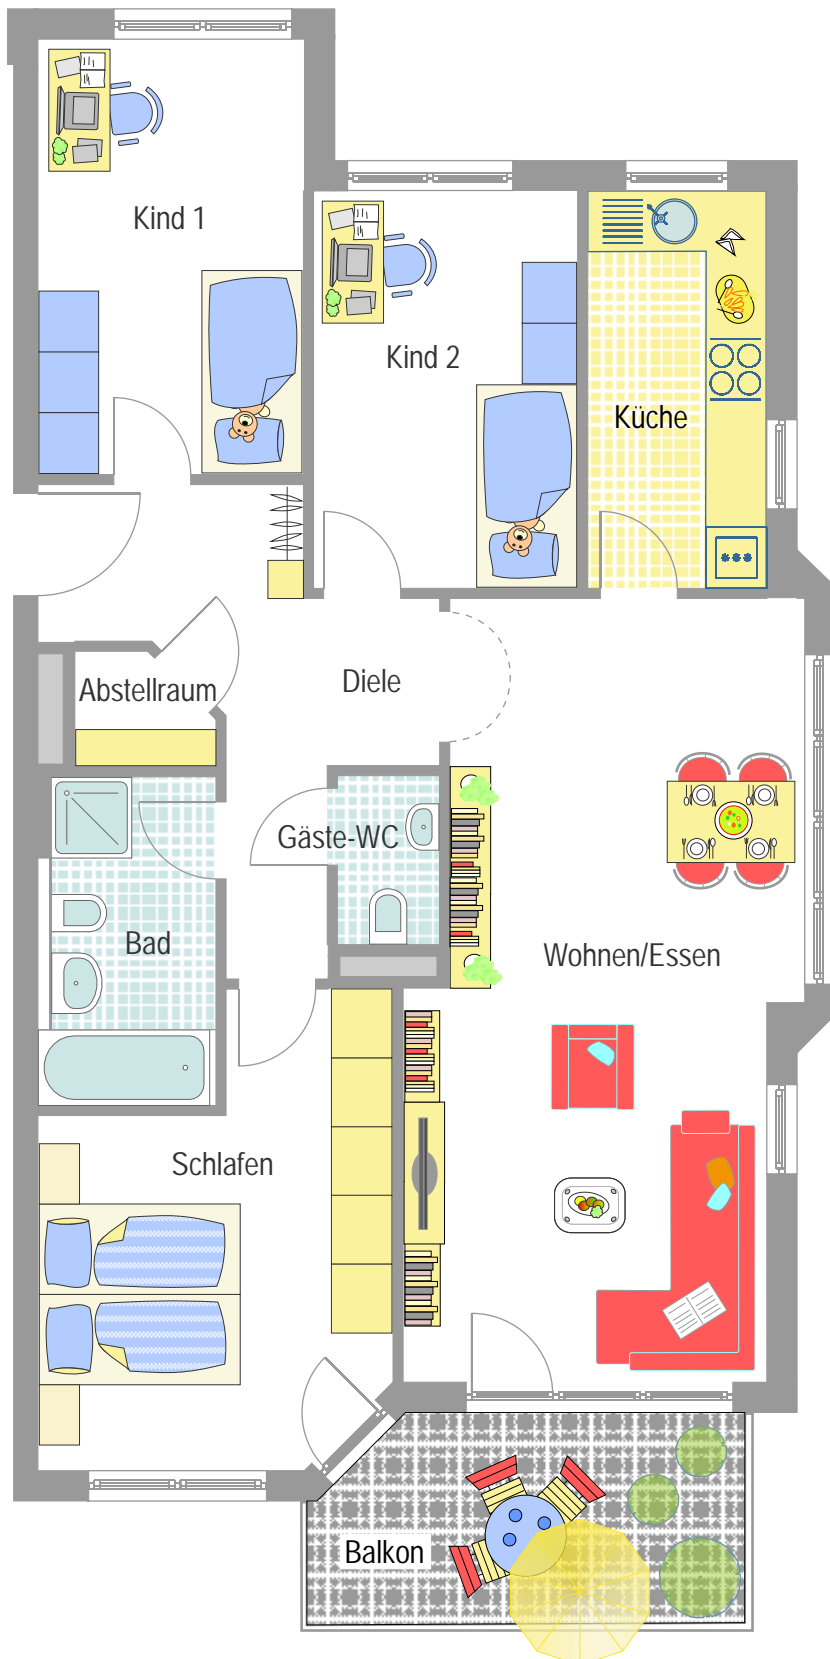 Kind 1
Kind 2
Küche
Abstellraum
Diele
Gäste-WC
Bad
Wohnen/Essen
Schlafen
Balkon